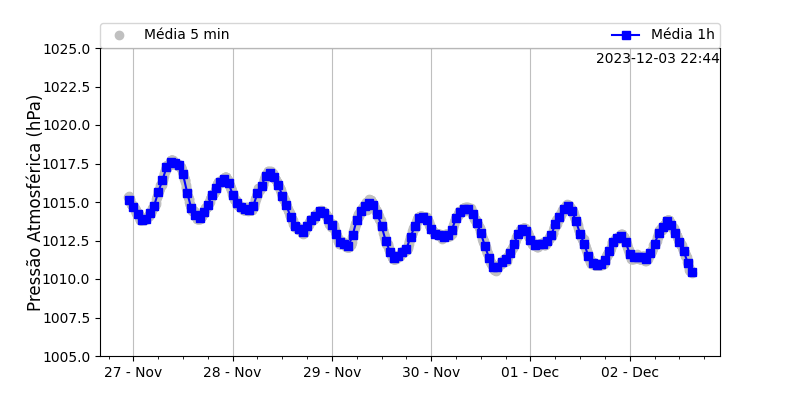 Média 5 min
Média 1h
2023-12-03 22:44
Pressão Atmosférica (hPa)
1025.0
1022.5
1020.0
1017.5
1015.0
1012.5
1010.0
1007.5
1005.0
27 - Nov
28 - Nov
29 - Nov
30 - Nov
01 - Dec
02 - Dec